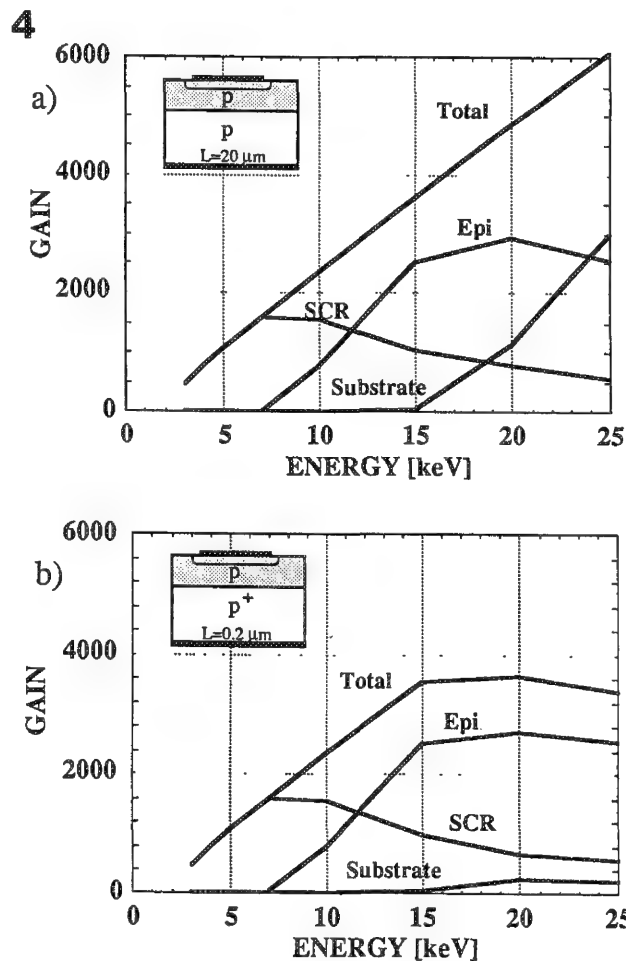 4
a)
6000
4000
2000
0
GAIN
p
p
L=20 µm
Total
Epi
SCR
Substrate
0
5
10
15
20
25
ENERGY [keV]
b)
6000
4000
2000
0
GAIN
p
p+
L=0.2 µm
Total
Epi
SCR
Substrate
0
5
10
15
20
25
ENERGY [keV]